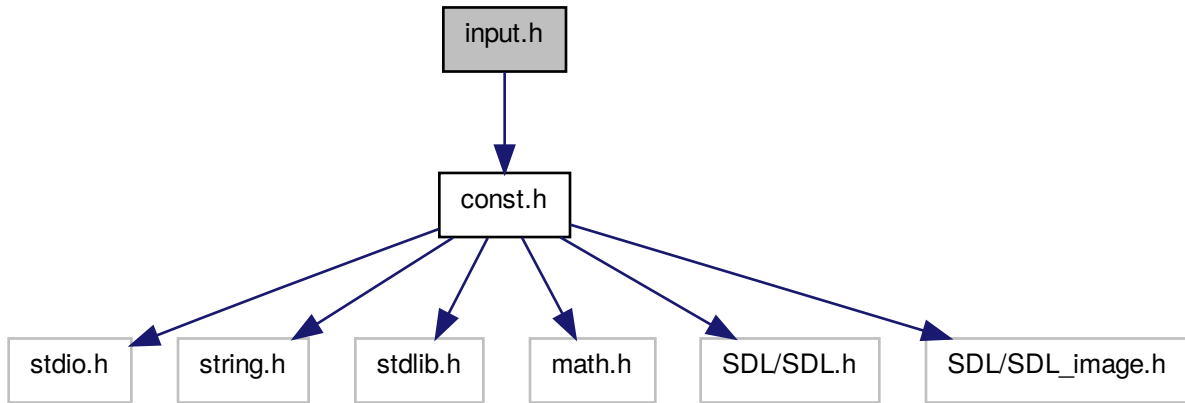 input.h
const.h
stdio.h
string.h
stdlib.h
math.h
SDL/SDL.h
SDL/SDL_image.h